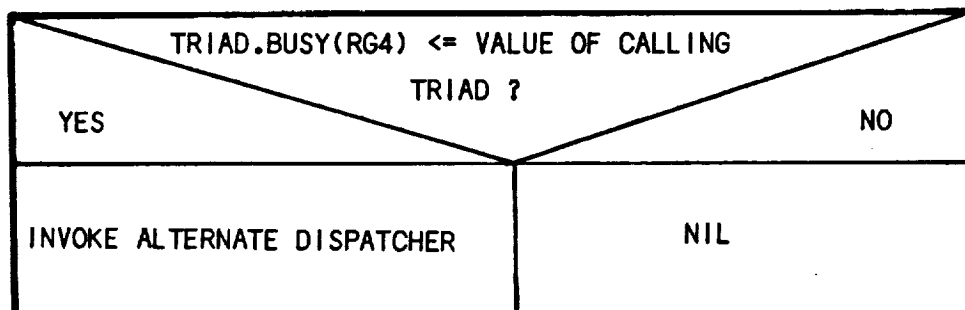 TRIAD.BUSY(RG4) <= VALUE OF CALLING
TRIAD ?
YES
NO
INVOKE ALTERNATE DISPATCHER
NIL